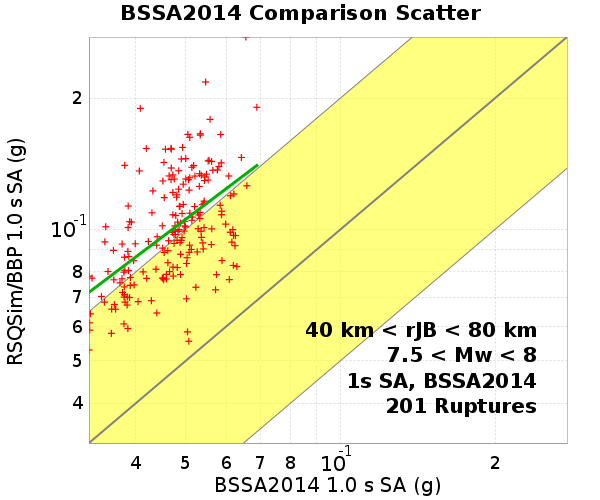 BSSA2014 Comparison Scatter
RSQSim/BBP 1.0 s SA (g)
2
10-1
8
7
6
5
4
40 km < rJB < 80 km
7.5 < Mw < 8
1s SA, BSSA2014
201 Ruptures
4 5 6 7 8 10-1 2
BSSA2014 1.0 s SA (g)